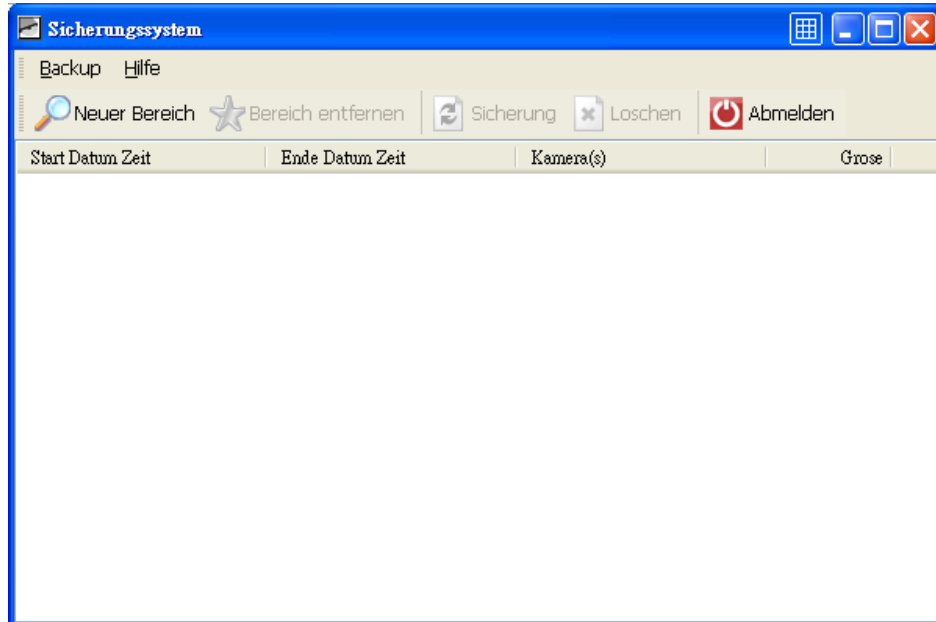 Sicherungssystem
Backup Hilfe
Neuer Bereich Bereich entfernen Sicherung Loschen Abmelden
Start Datum Zeit Ende Datum Zeit Kamera(s) Grose